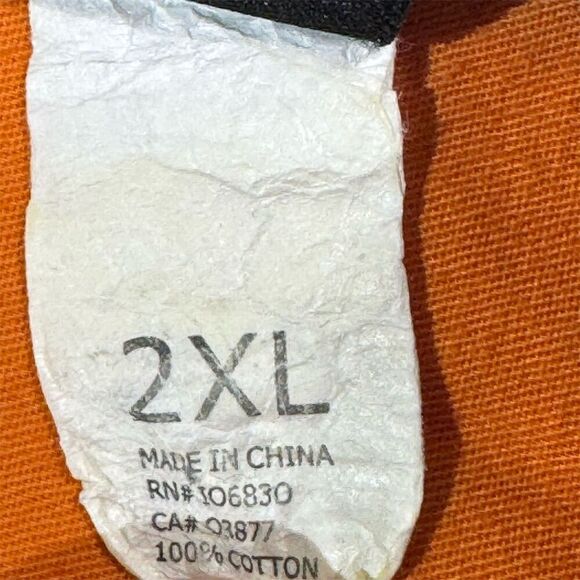 2XL
MADE IN CHINA
RN# 106830
CA# 03877
100% COTTON